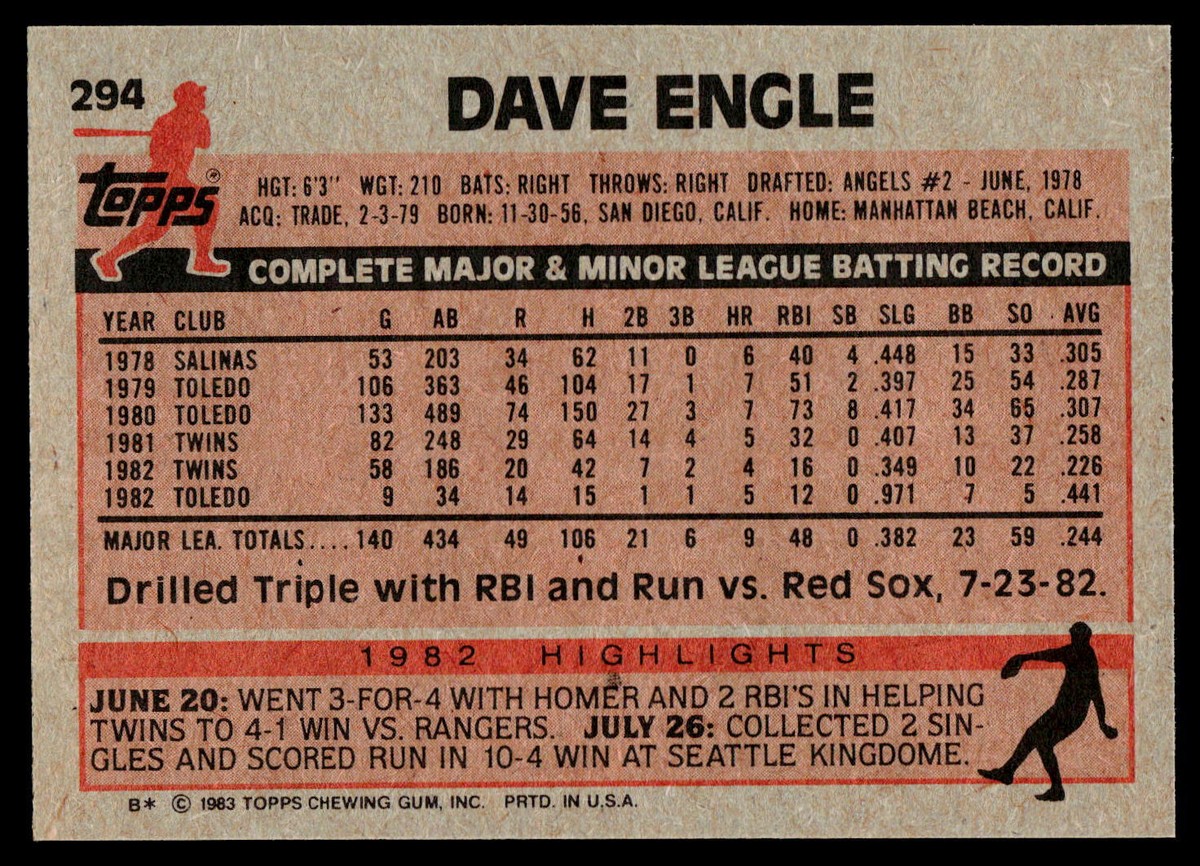 294
DAVE ENGLE
TOPPS®
HGT: 6'3" WGT: 210 BATS: RIGHT THROWS: RIGHT DRAFTED: ANGELS #2 - JUNE, 1978
ACQ: TRADE, 2-3-79 BORN: 11-30-56, SAN DIEGO, CALIF. HOME: MANHATTAN BEACH, CALIF.
COMPLETE MAJOR & MINOR LEAGUE BATTING RECORD
YEAR CLUB G AB R H 2B 3B HR RBI SB SLG BB SO AVG
1978 SALINAS 53 203 34 62 11 0 6 40 4 .448 15 33 .305
1979 TOLEDO 106 363 46 104 17 1 7 51 2 .397 25 54 .287
1980 TOLEDO 133 489 74 150 27 3 7 73 8 .417 34 65 .307
1981 TWINS 82 248 29 64 14 4 5 32 0 .407 13 37 .258
1982 TWINS 58 186 20 42 7 2 4 16 0 .349 10 22 .226
1982 TOLEDO 9 34 14 15 1 1 5 12 0 .971 7 5 .441
MAJOR LEA. TOTALS.... 140 434 49 106 21 6 9 48 0 .382 23 59 .244
Drilled Triple with RBI and Run vs. Red Sox, 7-23-82.
1982 HIGHLIGHTS
JUNE 20: WENT 3-FOR-4 WITH HOMER AND 2 RBI'S IN HELPING
TWINS TO 4-1 WIN VS. RANGERS. JULY 26: COLLECTED 2 SIN-
GLES AND SCORED RUN IN 10-4 WIN AT SEATTLE KINGDOME.
B* © 1983 TOPPS CHEWING GUM, INC. PRTD. IN U.S.A.